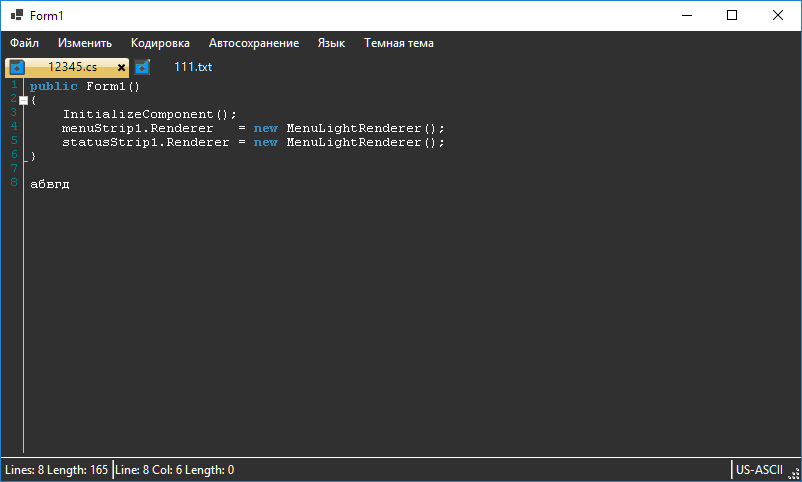 Form1
Файл Изменить Кодировка Автосохранение Язык Темная тема
12345.cs 111.txt
1 public Form1()
2 {
3 InitializeComponent();
4 menuStrip1.Renderer = new MenuLightRenderer();
5 statusStrip1.Renderer = new MenuLightRenderer();
6 }
7
8 абвгд
Lines: 8 Length: 165 Line: 8 Col: 6 Length: 0 US-ASCII